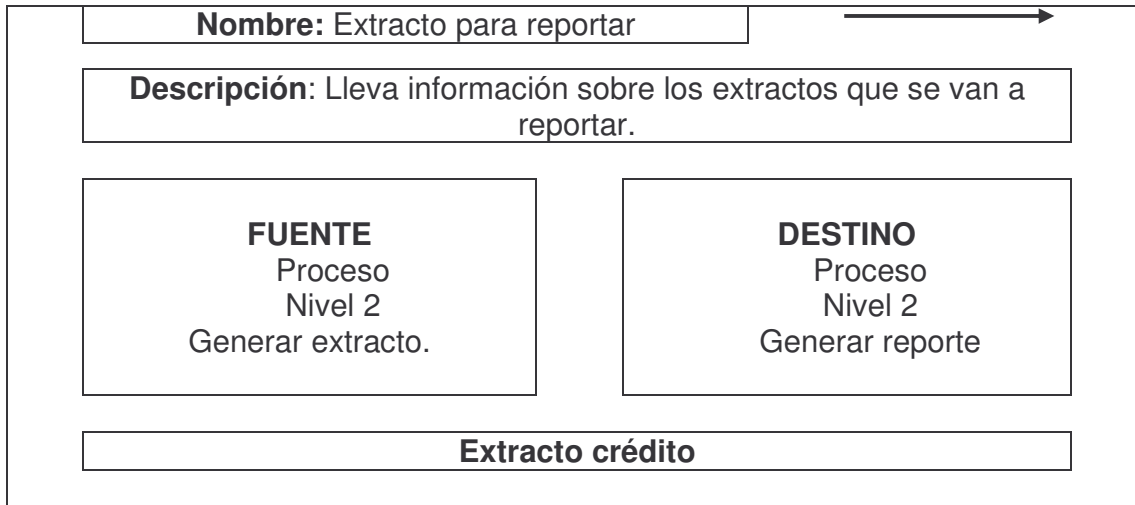 Nombre: Extracto para reportar
Descripción: Lleva información sobre los extractos que se van a
reportar.
FUENTE
Proceso
Nivel 2
Generar extracto.
DESTINO
Proceso
Nivel 2
Generar reporte
Extracto crédito